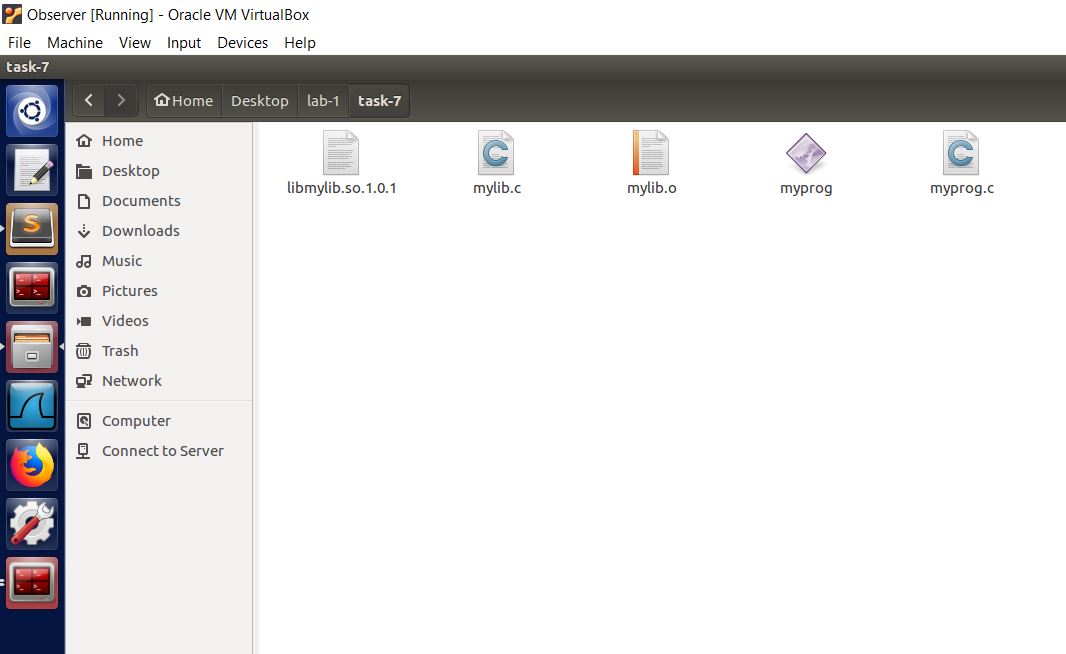 Observer [Running] - Oracle VM VirtualBox
File Machine View Input Devices Help
task-7
Home Desktop lab-1 task-7
Home
Desktop
Documents
Downloads
Music
Pictures
Videos
Trash
Network
Computer
Connect to Server
libmylib.so.1.0.1 mylib.c mylib.o myprog myprog.c